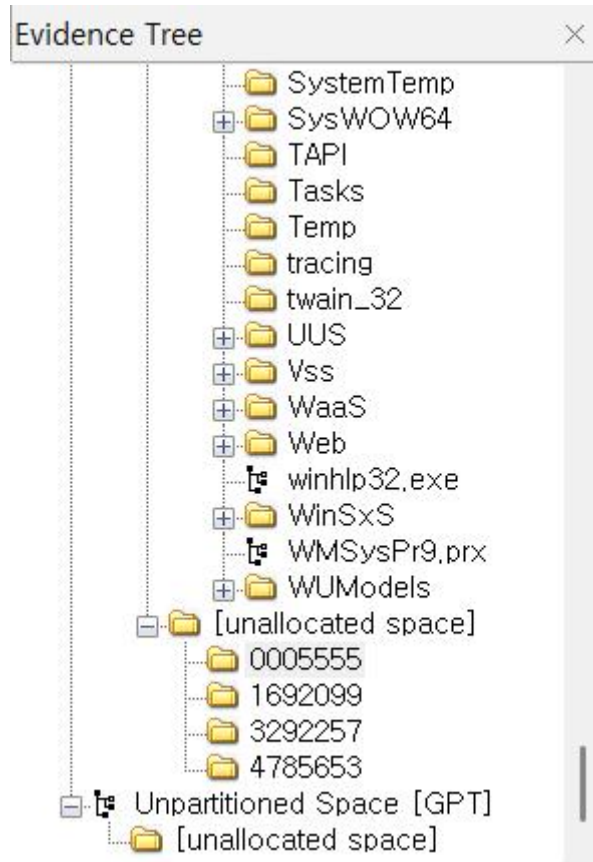 Evidence Tree
SystemTemp
SysWOW64
TAPI
Tasks
Temp
tracing
twain_32
UUS
Vss
WaaS
Web
winhlp32.exe
WinSxS
WMSysPr9.prx
WUModels
[unallocated space]
0005555
1692099
3292257
4785653
Unpartitioned Space [GPT]
[unallocated space]